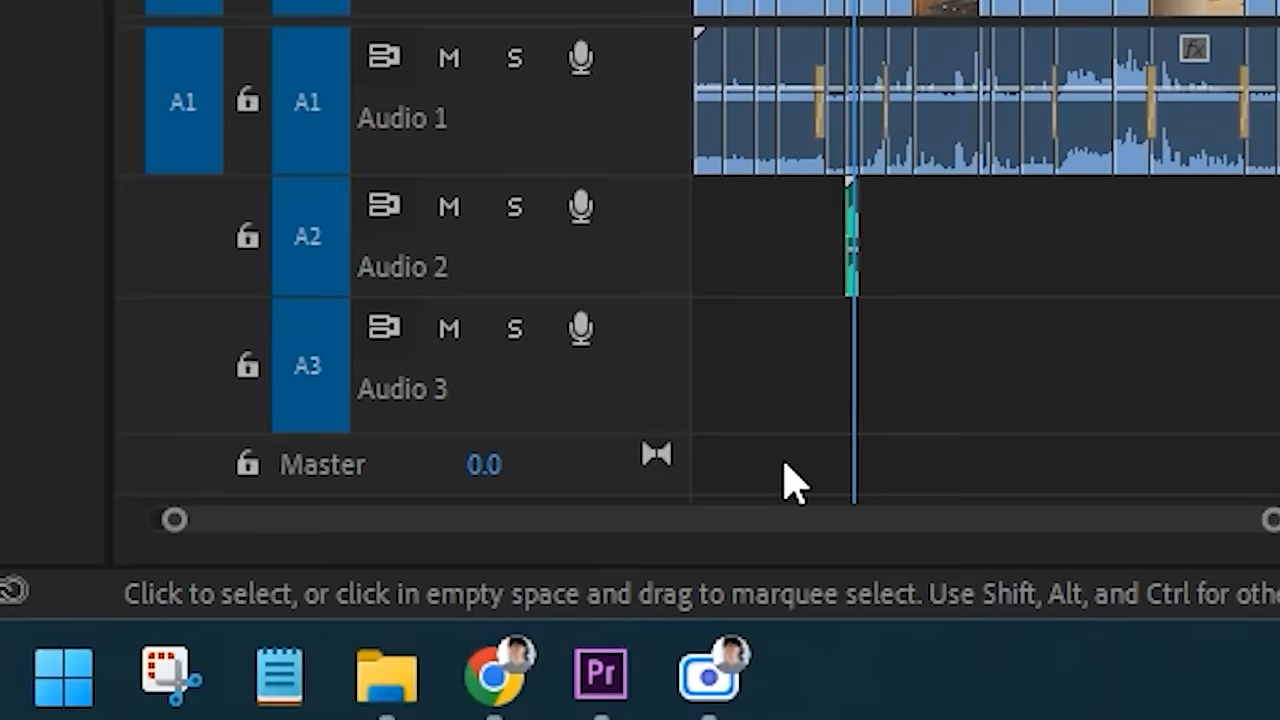 A1 A1 M S
Audio 1
fx
A2 M S
Audio 2
A3 M S
Audio 3
Master 0.0
Click to select, or click in empty space and drag to marquee select. Use Shift, Alt, and Ctrl for othe
Pr